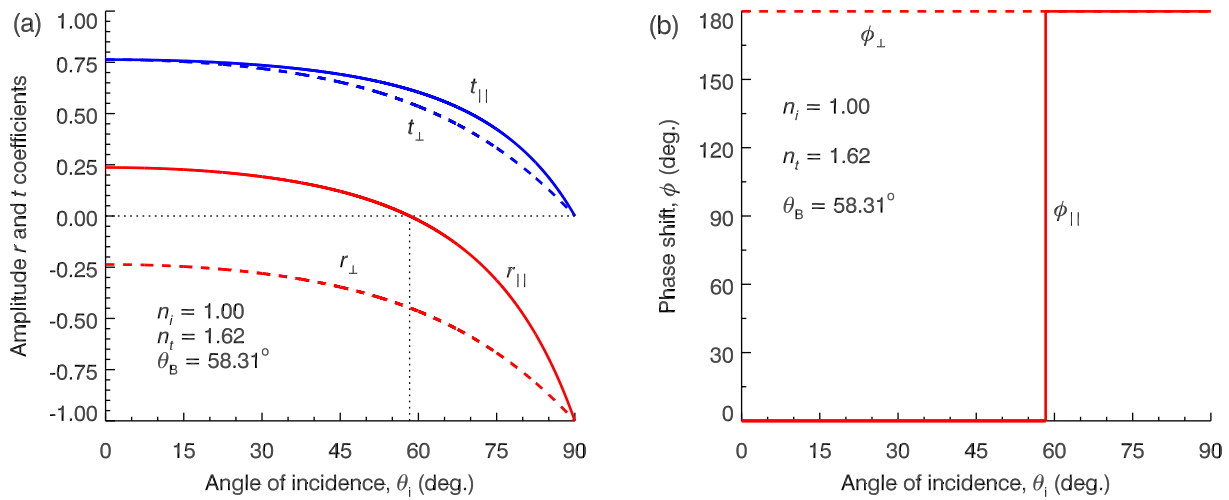 (a)
Amplitude r and t coefficients
1.00
0.75
0.50
0.25
0.00
-0.25
-0.50
-0.75
-1.00
t||
t⊥
r⊥
r||
nᵢ = 1.00
nₜ = 1.62
θ_B = 58.31°
0 15 30 45 60 75 90
Angle of incidence, θᵢ (deg.)
(b)
Phase shift, ϕ (deg.)
180
150
120
90
60
30
0
ϕ⊥
nᵢ = 1.00
nₜ = 1.62
θ_B = 58.31°
ϕ||
0 15 30 45 60 75 90
Angle of incidence, θᵢ (deg.)